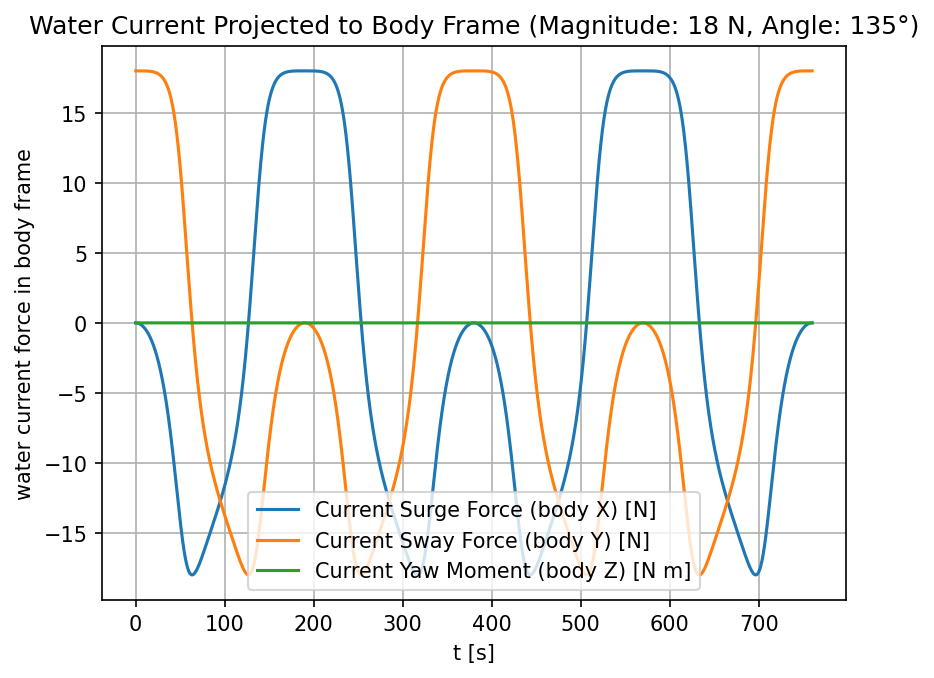 Water Current Projected to Body Frame (Magnitude: 18 N, Angle: 135°)
water current force in body frame
15
10
5
0
−5
−10
−15
Current Surge Force (body X) [N]
Current Sway Force (body Y) [N]
Current Yaw Moment (body Z) [N m]
0 100 200 300 400 500 600 700
t [s]